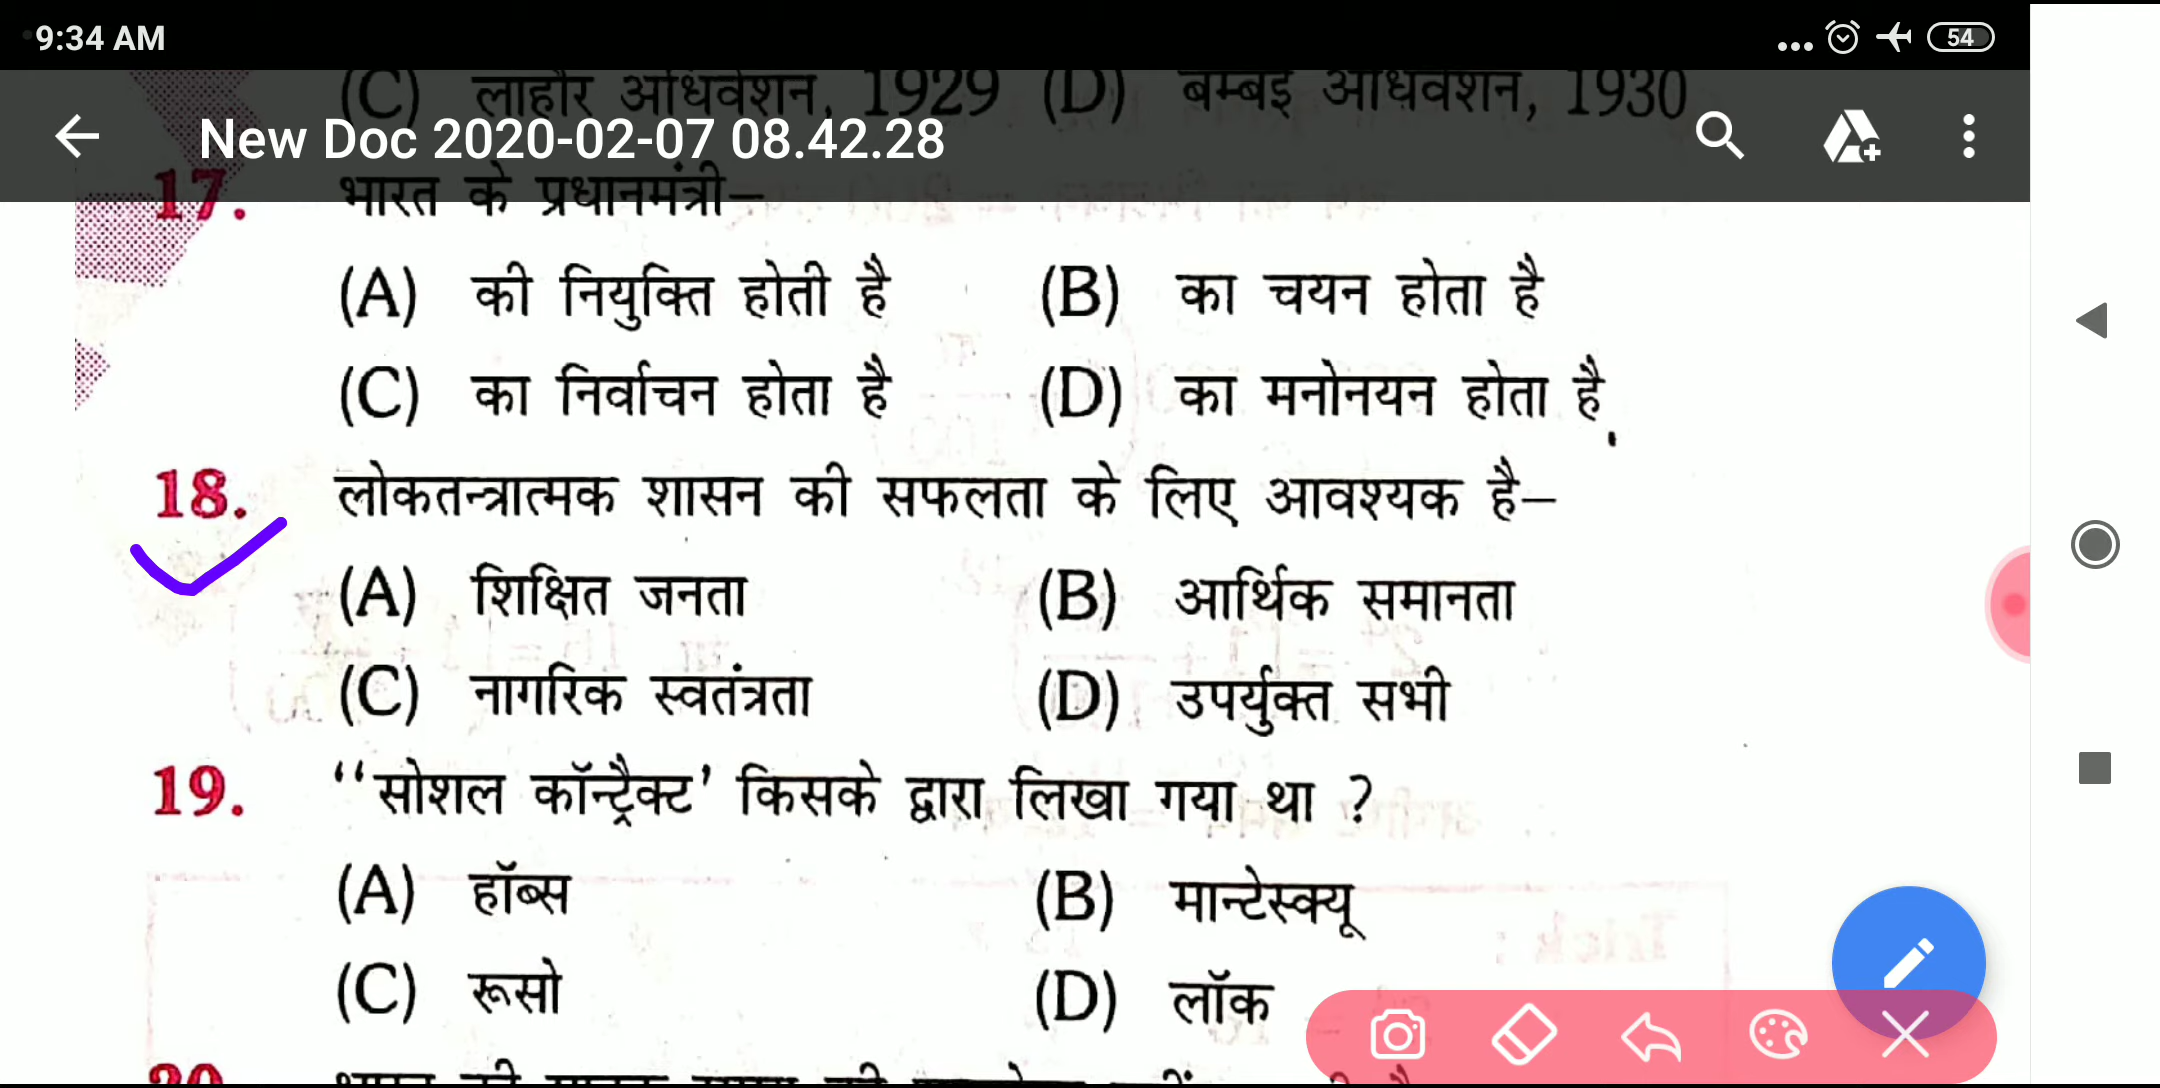 9:34 AM
54
(C) लाहौर अधिवेशन, 1929 (D) बम्बई अधिवेशन, 1930
New Doc 2020-02-07 08.42.28
17. भारत के प्रधानमंत्री–
(A) की नियुक्ति होती है (B) का चयन होता है
(C) का निर्वाचन होता है (D) का मनोनयन होता है
18. लोकतन्त्रात्मक शासन की सफलता के लिए आवश्यक है–
(A) शिक्षित जनता (B) आर्थिक समानता
(C) नागरिक स्वतंत्रता (D) उपर्युक्त सभी
19. ‘‘सोशल कॉन्ट्रैक्ट’ किसके द्वारा लिखा गया था ?
(A) हॉब्स (B) मान्टेस्क्यू
(C) रूसो (D) लॉक
20.